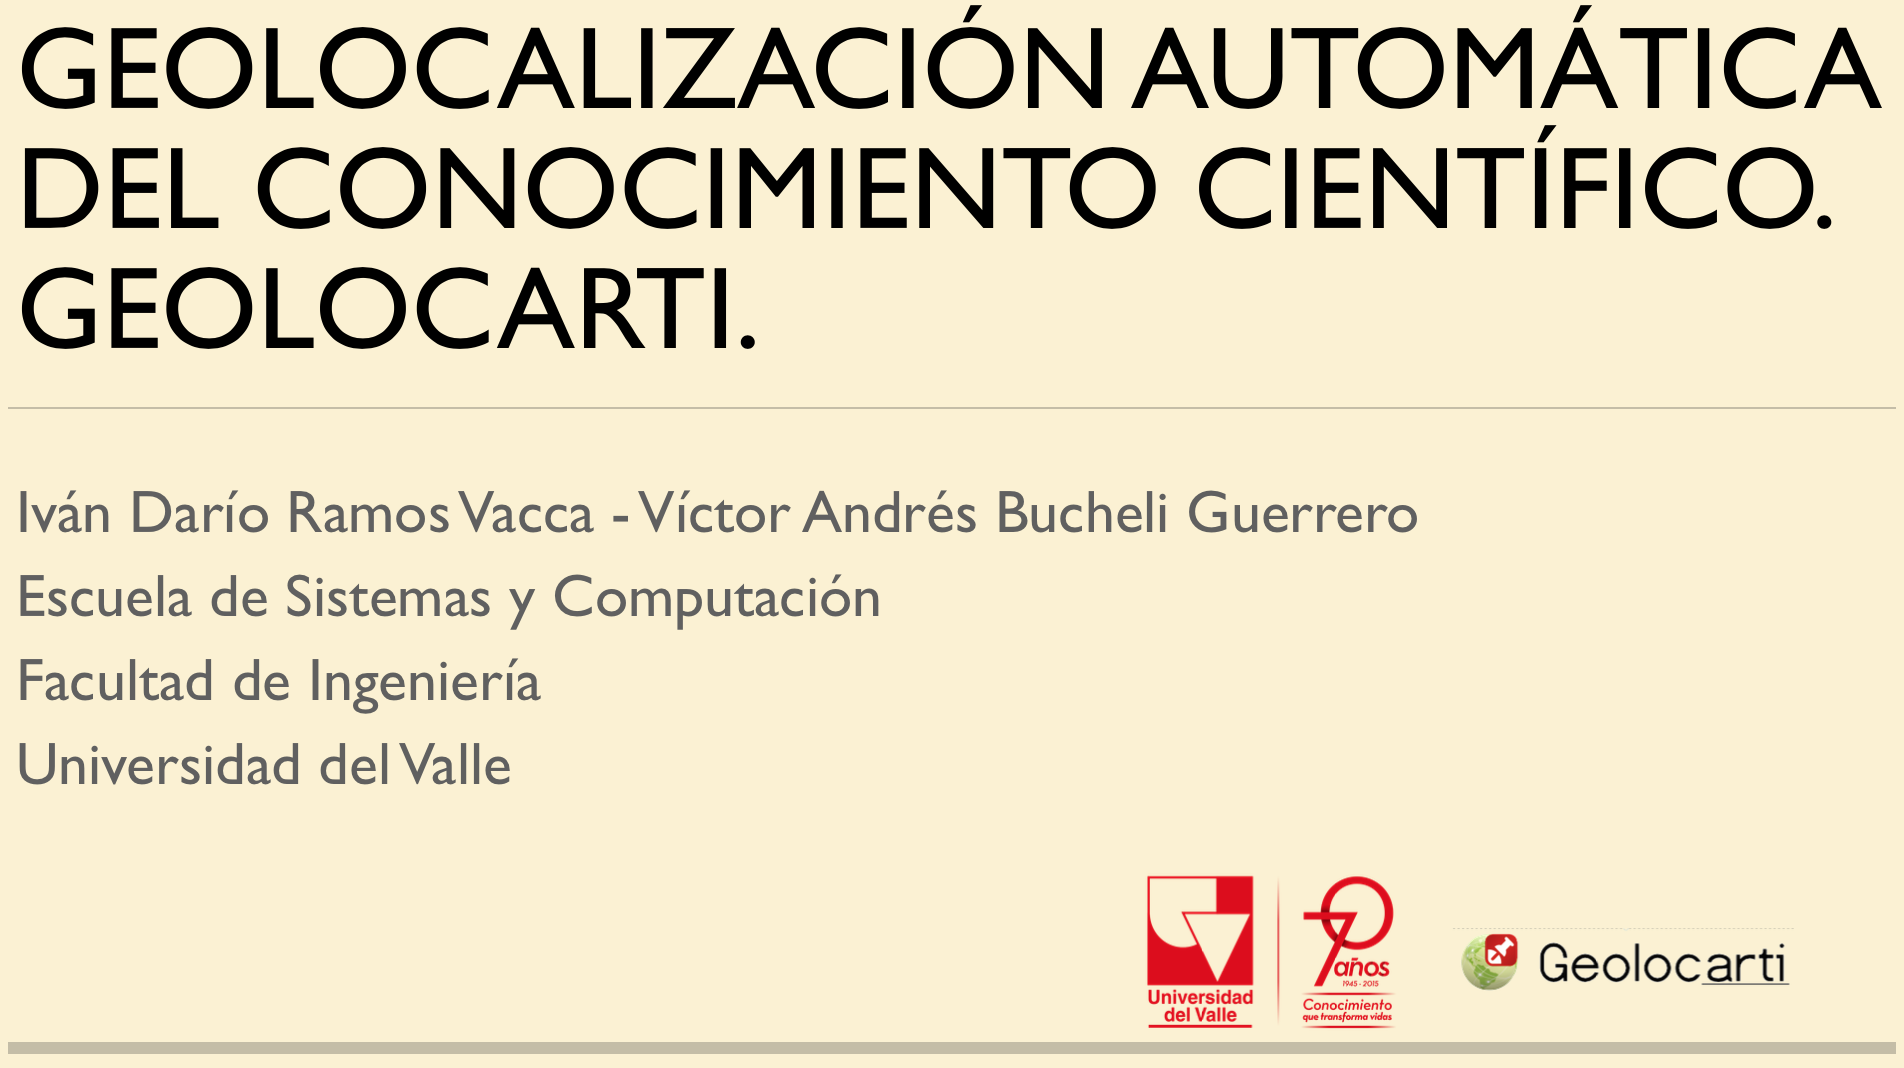 GEOLOCALIZACIÓN AUTOMÁTICA
DEL CONOCIMIENTO CIENTÍFICO.
GEOLOCARTI.
Iván Darío Ramos Vacca - Víctor Andrés Bucheli Guerrero
Escuela de Sistemas y Computación
Facultad de Ingeniería
Universidad del Valle
Universidad
del Valle
70
años
1945 - 2015
Conocimiento
que transforma vidas
Geolocarti